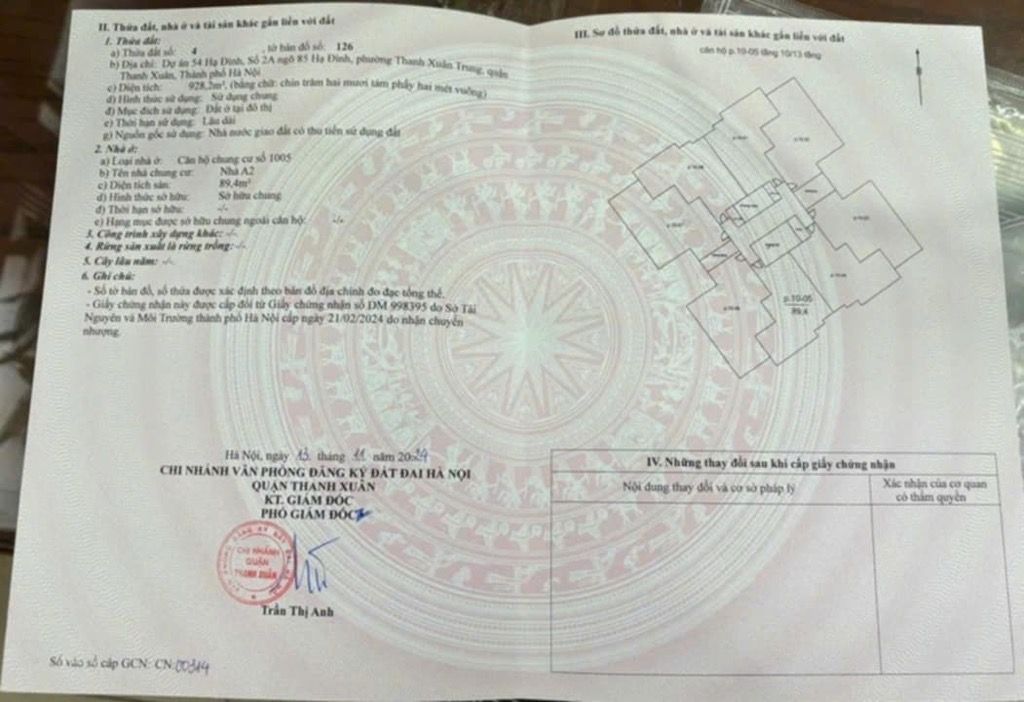 II. Thửa đất, nhà ở và tài sản khác gắn liền với đất
1. Thửa đất:
a) Thửa đất số: 4 , tờ bản đồ số: 126
b) Địa chỉ: Dự án 54 Hạ Đình, Số 2A ngõ 85 Hạ Đình, phường Thanh Xuân Trung, quận
Thanh Xuân, Thành phố Hà Nội
c) Diện tích: 928,2m², (bằng chữ: chín trăm hai mươi tám phẩy hai mét vuông)
d) Hình thức sử dụng: Sử dụng chung
đ) Mục đích sử dụng: Đất ở tại đô thị
e) Thời hạn sử dụng: Lâu dài
g) Nguồn gốc sử dụng: Nhà nước giao đất có thu tiền sử dụng đất
2. Nhà ở:
a) Loại nhà ở: Căn hộ chung cư số 1005
b) Tên nhà chung cư: Nhà A2
c) Diện tích sàn: 89,4m²
d) Hình thức sở hữu: Sở hữu chung
đ) Thời hạn sở hữu: -/-
e) Hạng mục được sở hữu chung ngoài căn hộ: -/-
3. Công trình xây dựng khác: -/-
4. Rừng sản xuất là rừng trồng: -/-
5. Cây lâu năm: -/-
6. Ghi chú:
- Số tờ bản đồ, số thửa được xác định theo bản đồ địa chính đo đạc tổng thể.
- Giấy chứng nhận này được cấp đổi từ Giấy chứng nhận số DM 998395 do Sở Tài
Nguyên và Môi Trường thành phố Hà Nội cấp ngày 21/02/2024 do nhận chuyển
nhượng.
Hà Nội, ngày 13 tháng 11 năm 2024
CHI NHÁNH VĂN PHÒNG ĐĂNG KÝ ĐẤT ĐAI HÀ NỘI
QUẬN THANH XUÂN
KT. GIÁM ĐỐC
PHÓ GIÁM ĐỐC
CHI NHÁNH
QUẬN
THANH XUÂN
Trần Thị Anh
Số vào sổ cấp GCN: CN:00314
III. Sơ đồ thửa đất, nhà ở và tài sản khác gắn liền với đất
căn hộ p.10-05 tầng 10/13 tầng
p.10-05
89.4
IV. Những thay đổi sau khi cấp giấy chứng nhận
Nội dung thay đổi và cơ sở pháp lý
Xác nhận của cơ quan
có thẩm quyền